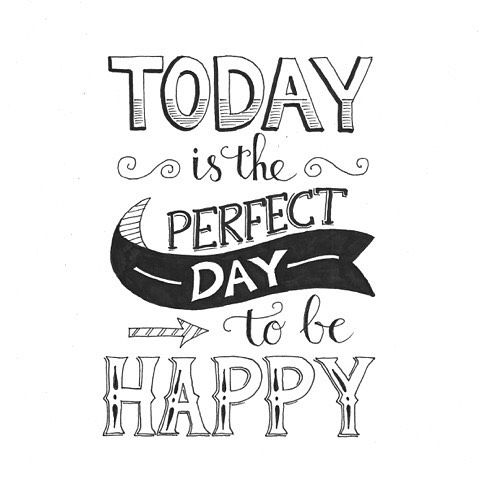 TODAY
is the
PERFECT
DAY
to be
HAPPY